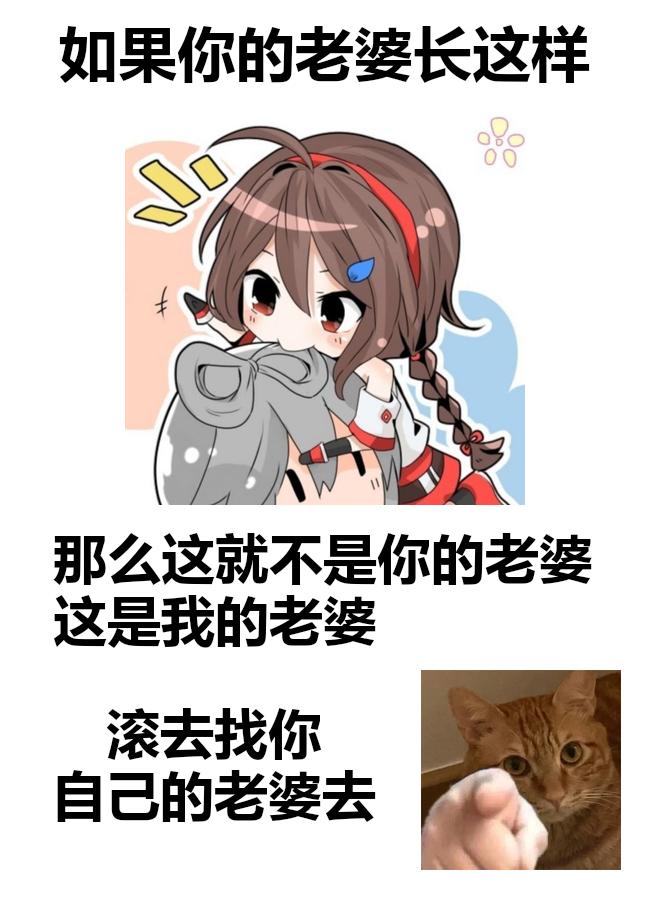 如果你的老婆长这样
那么这就不是你的老婆
这是我的老婆
滚去找你
自己的老婆去